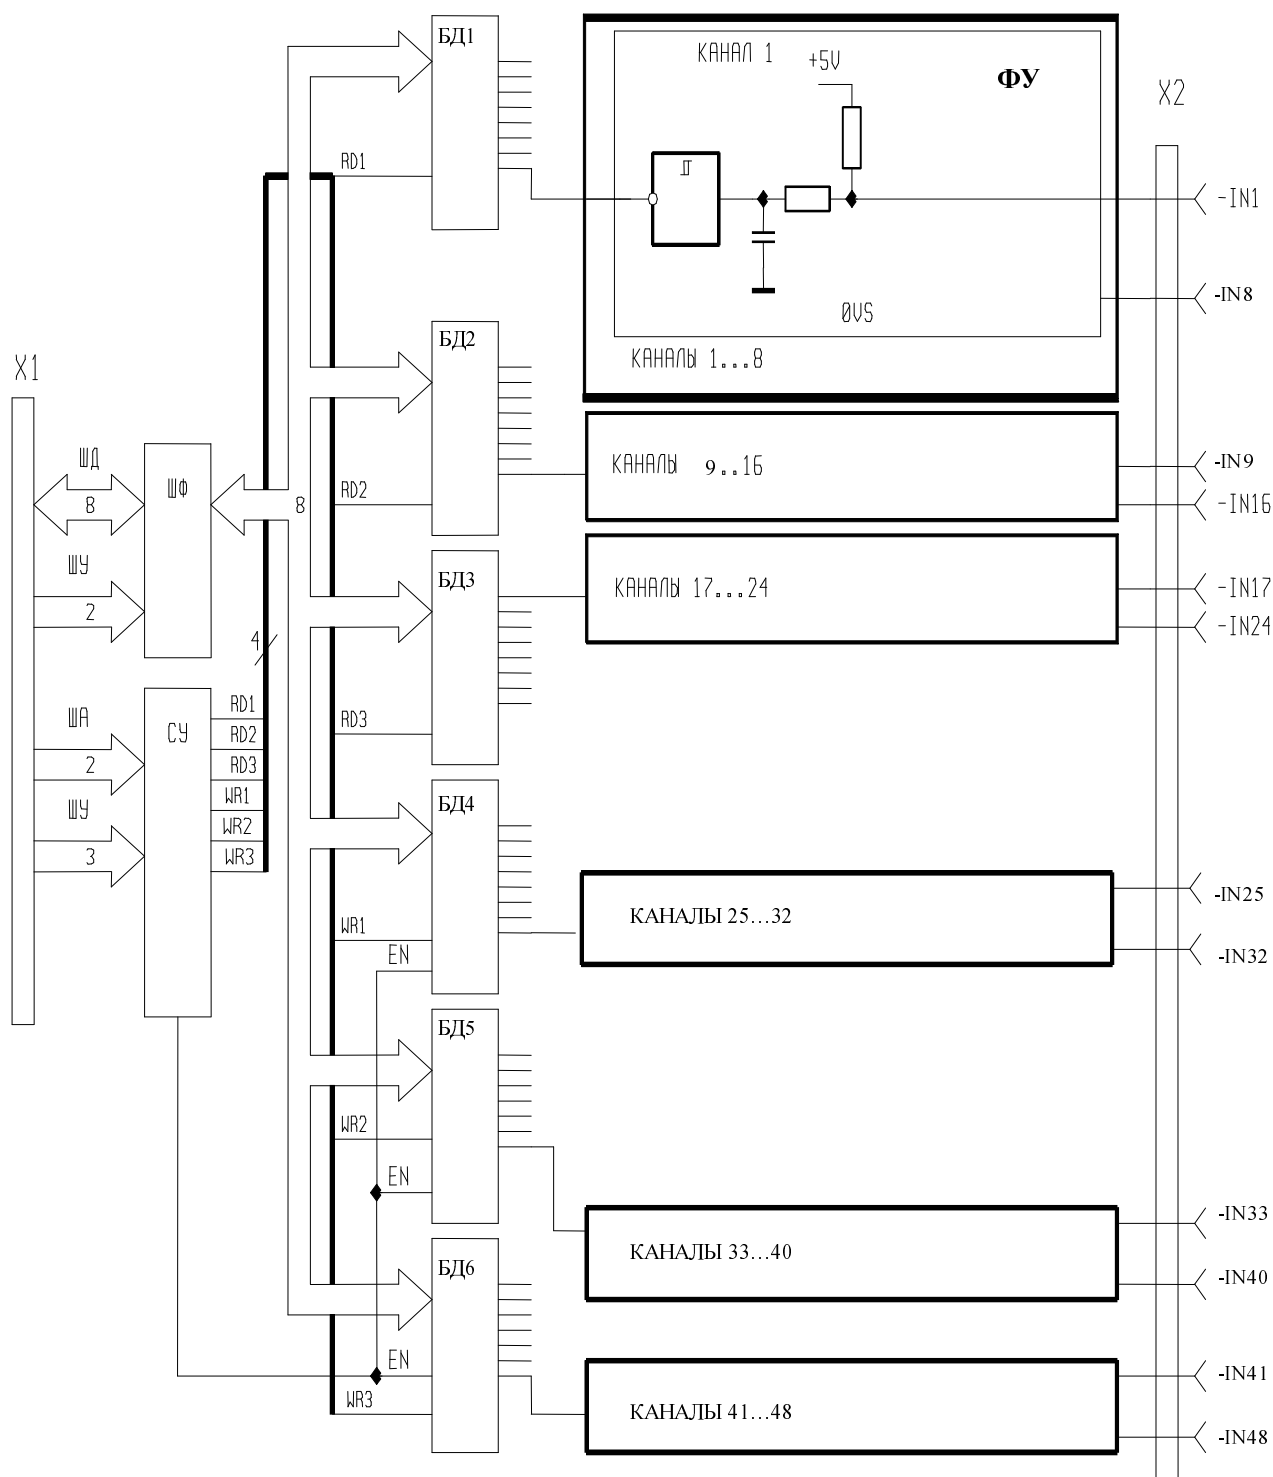 БД1
КАНАЛ 1
+5V
ФУ
X2
RD1
-IN1
-IN8
0VS
БД2
КАНАЛЫ 1...8
X1
ШД
8
ШФ
8
RD2
КАНАЛЫ 9..16
-IN9
-IN16
БД3
КАНАЛЫ 17...24
-IN17
-IN24
ШУ
2
4
RD1
RD2
RD3
WR1
WR2
WR3
ША
2
СУ
ШУ
3
RD3
БД4
WR1
EN
КАНАЛЫ 25...32
-IN25
-IN32
БД5
WR2
EN
КАНАЛЫ 33...40
-IN33
-IN40
БД6
EN
WR3
КАНАЛЫ 41...48
-IN41
-IN48